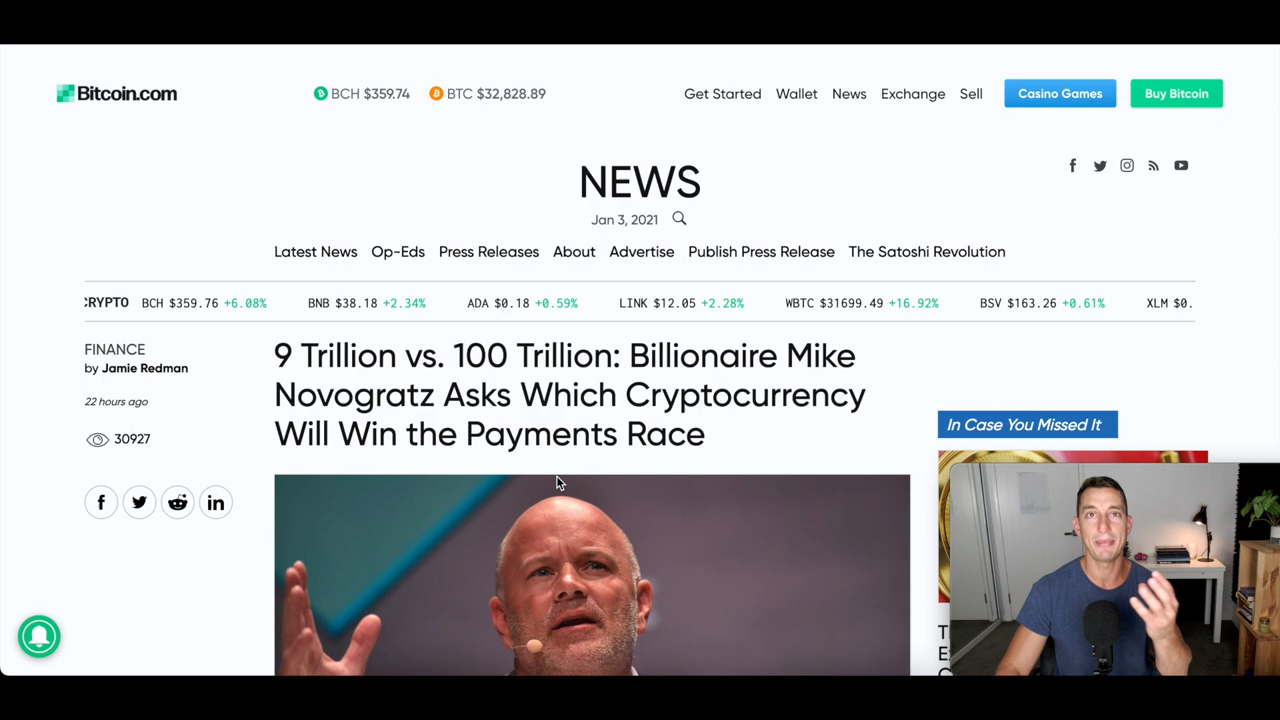 Bitcoin.com
BCH $359.74 BTC $32,828.89
Get Started Wallet News Exchange Sell Casino Games Buy Bitcoin
NEWS
Jan 3, 2021
Latest News Op-Eds Press Releases About Advertise Publish Press Release The Satoshi Revolution
CRYPTO BCH $359.76 +6.08% BNB $38.18 +2.34% ADA $0.18 +0.59% LINK $12.05 +2.28% WBTC $31699.49 +16.92% BSV $163.26 +0.61% XLM $0.
FINANCE
by Jamie Redman
22 hours ago
30927
9 Trillion vs. 100 Trillion: Billionaire Mike
Novogratz Asks Which Cryptocurrency
Will Win the Payments Race
In Case You Missed It